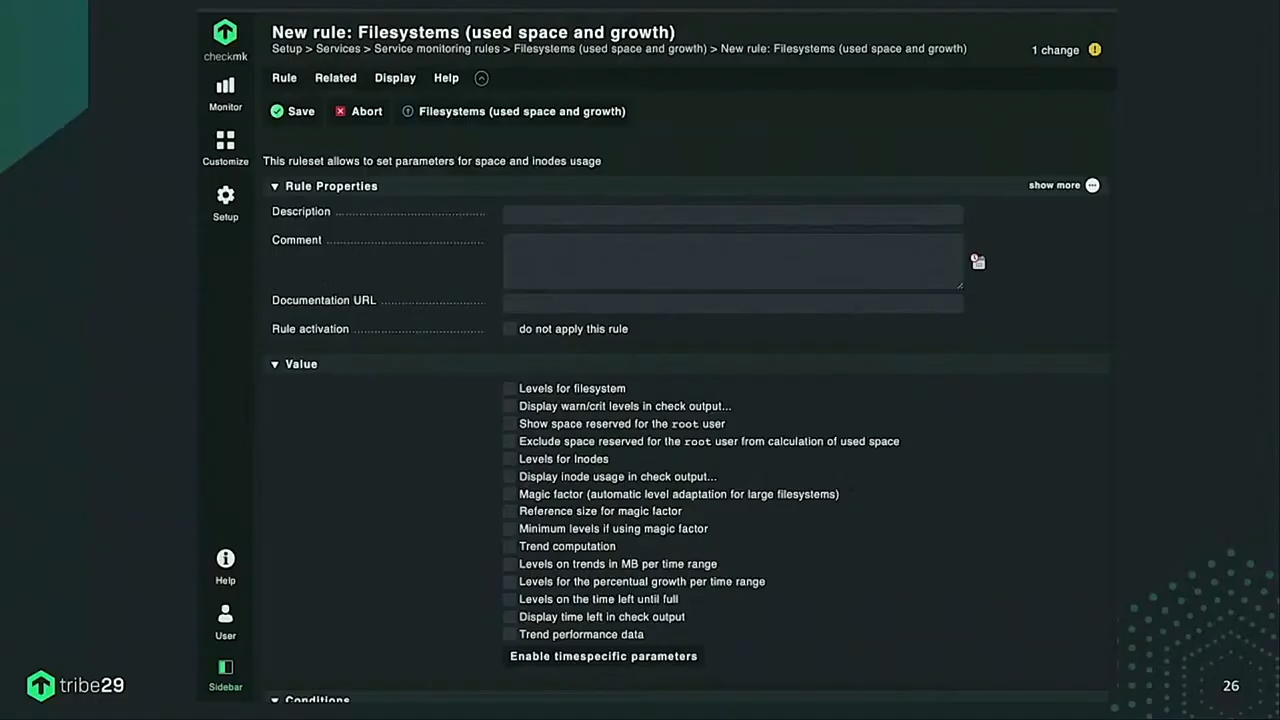 New rule: Filesystems (used space and growth)
Setup > Services > Service monitoring rules > Filesystems (used space and growth) > New rule: Filesystems (used space and growth)
1 change
checkmk
Rule Related Display Help
Monitor
Save Abort Filesystems (used space and growth)
Customize
This ruleset allows to set parameters for space and inodes usage
Rule Properties
show more
Setup
Description
Comment
Documentation URL
Rule activation
do not apply this rule
Value
Levels for filesystem
Display warn/crit levels in check output...
Show space reserved for the root user
Exclude space reserved for the root user from calculation of used space
Levels for Inodes
Display inode usage in check output...
Magic factor (automatic level adaptation for large filesystems)
Reference size for magic factor
Minimum levels if using magic factor
Trend computation
Levels on trends in MB per time range
Levels for the percentual growth per time range
Levels on the time left until full
Display time left in check output
Trend performance data
Enable timespecific parameters
Help
User
Sidebar
Conditions
tribe29
26